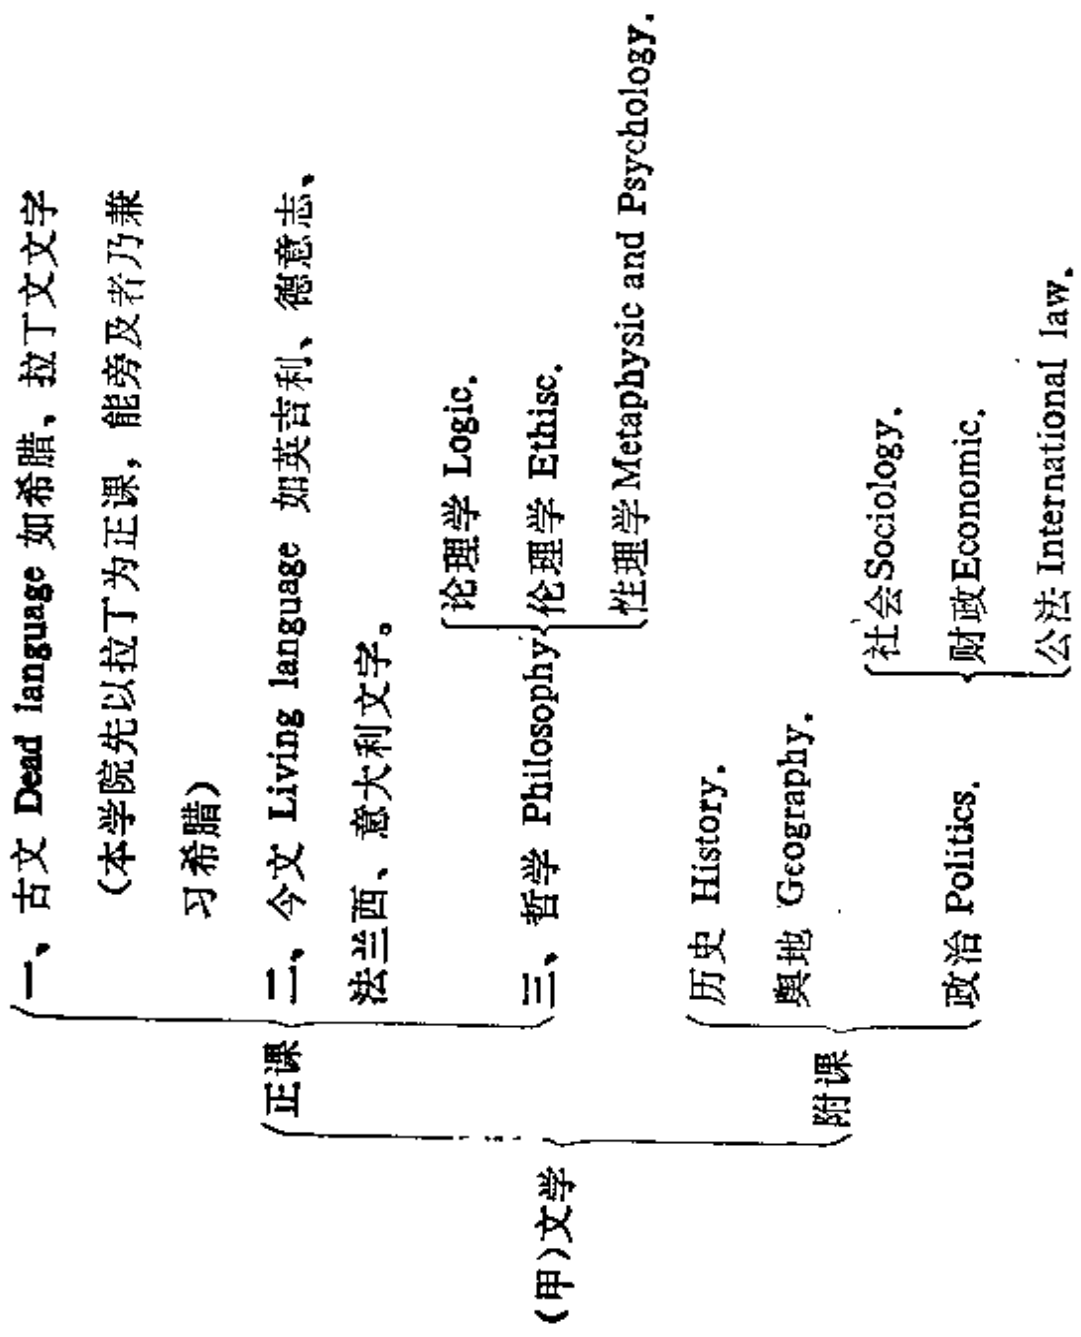 (甲)文学
正课
一、古文 Dead language 如希腊、拉丁文文字
(本学院先以拉丁为正课，能旁及者乃兼
习希腊)
二、今文 Living language 如英吉利、德意志、
法兰西、意大利文字。
三、哲学 Philosophy
论理学 Logic.
伦理学 Ethisc.
性理学 Metaphysic and Psychology.
附课
历史 History.
舆地 Geography.
政治 Politics.
社会 Sociology.
财政 Economic.
公法 International law.